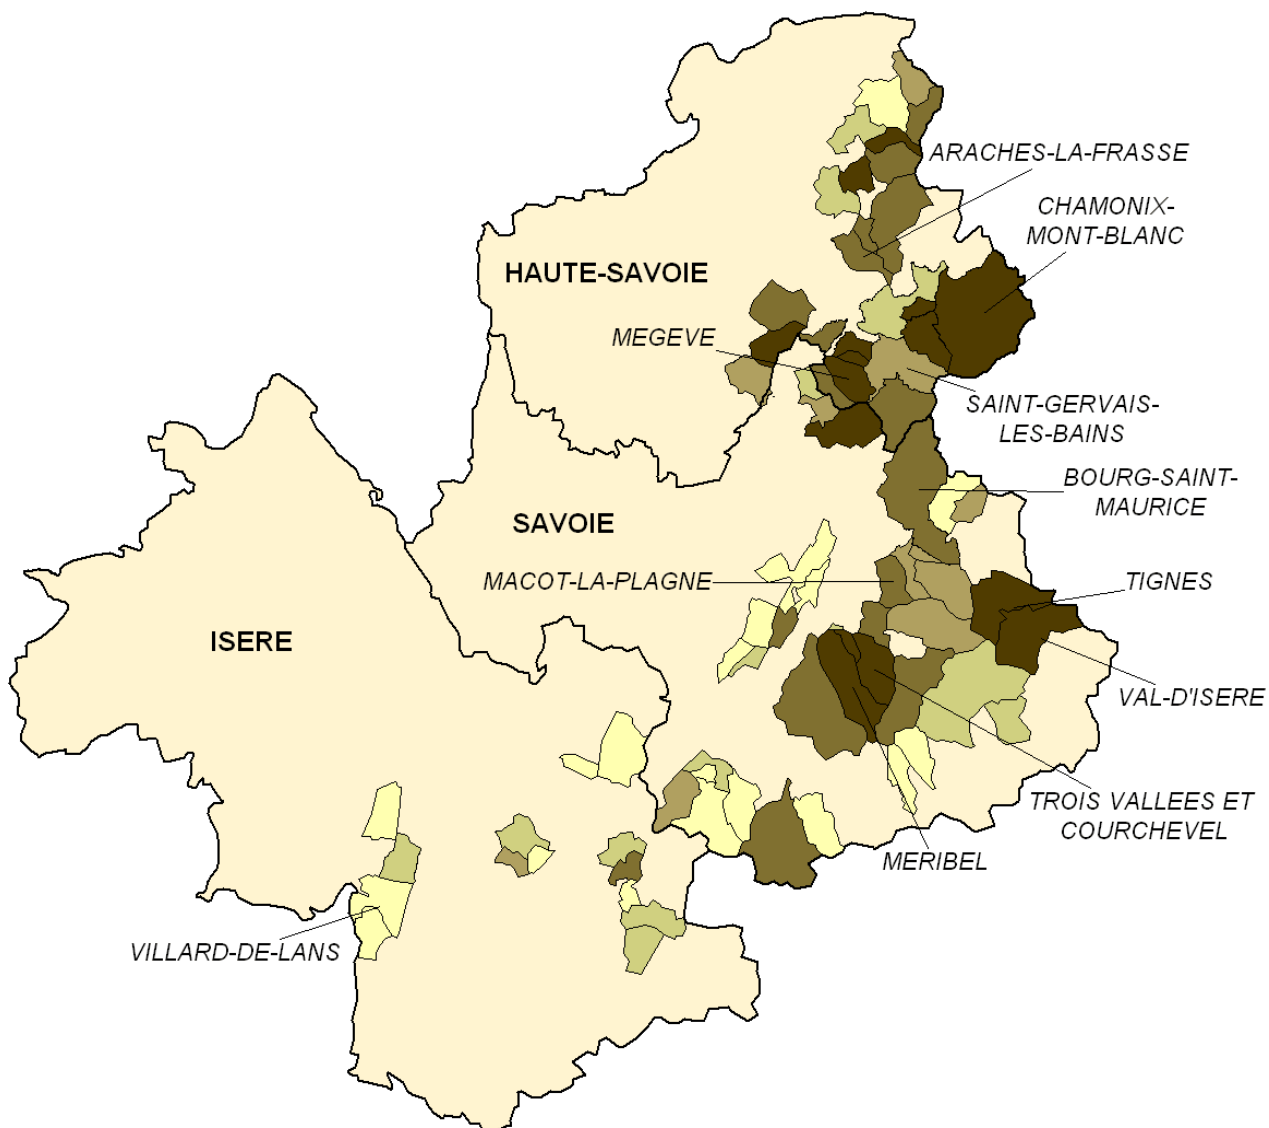 ARACHES-LA-FRASSE
CHAMONIX-
MONT-BLANC
HAUTE-SAVOIE
MEGEVE
SAINT-GERVAIS-
LES-BAINS
BOURG-SAINT-
MAURICE
SAVOIE
MACOT-LA-PLAGNE
TIGNES
ISERE
VAL-D'ISERE
TROIS VALLEES ET
COURCHEVEL
MERIBEL
VILLARD-DE-LANS